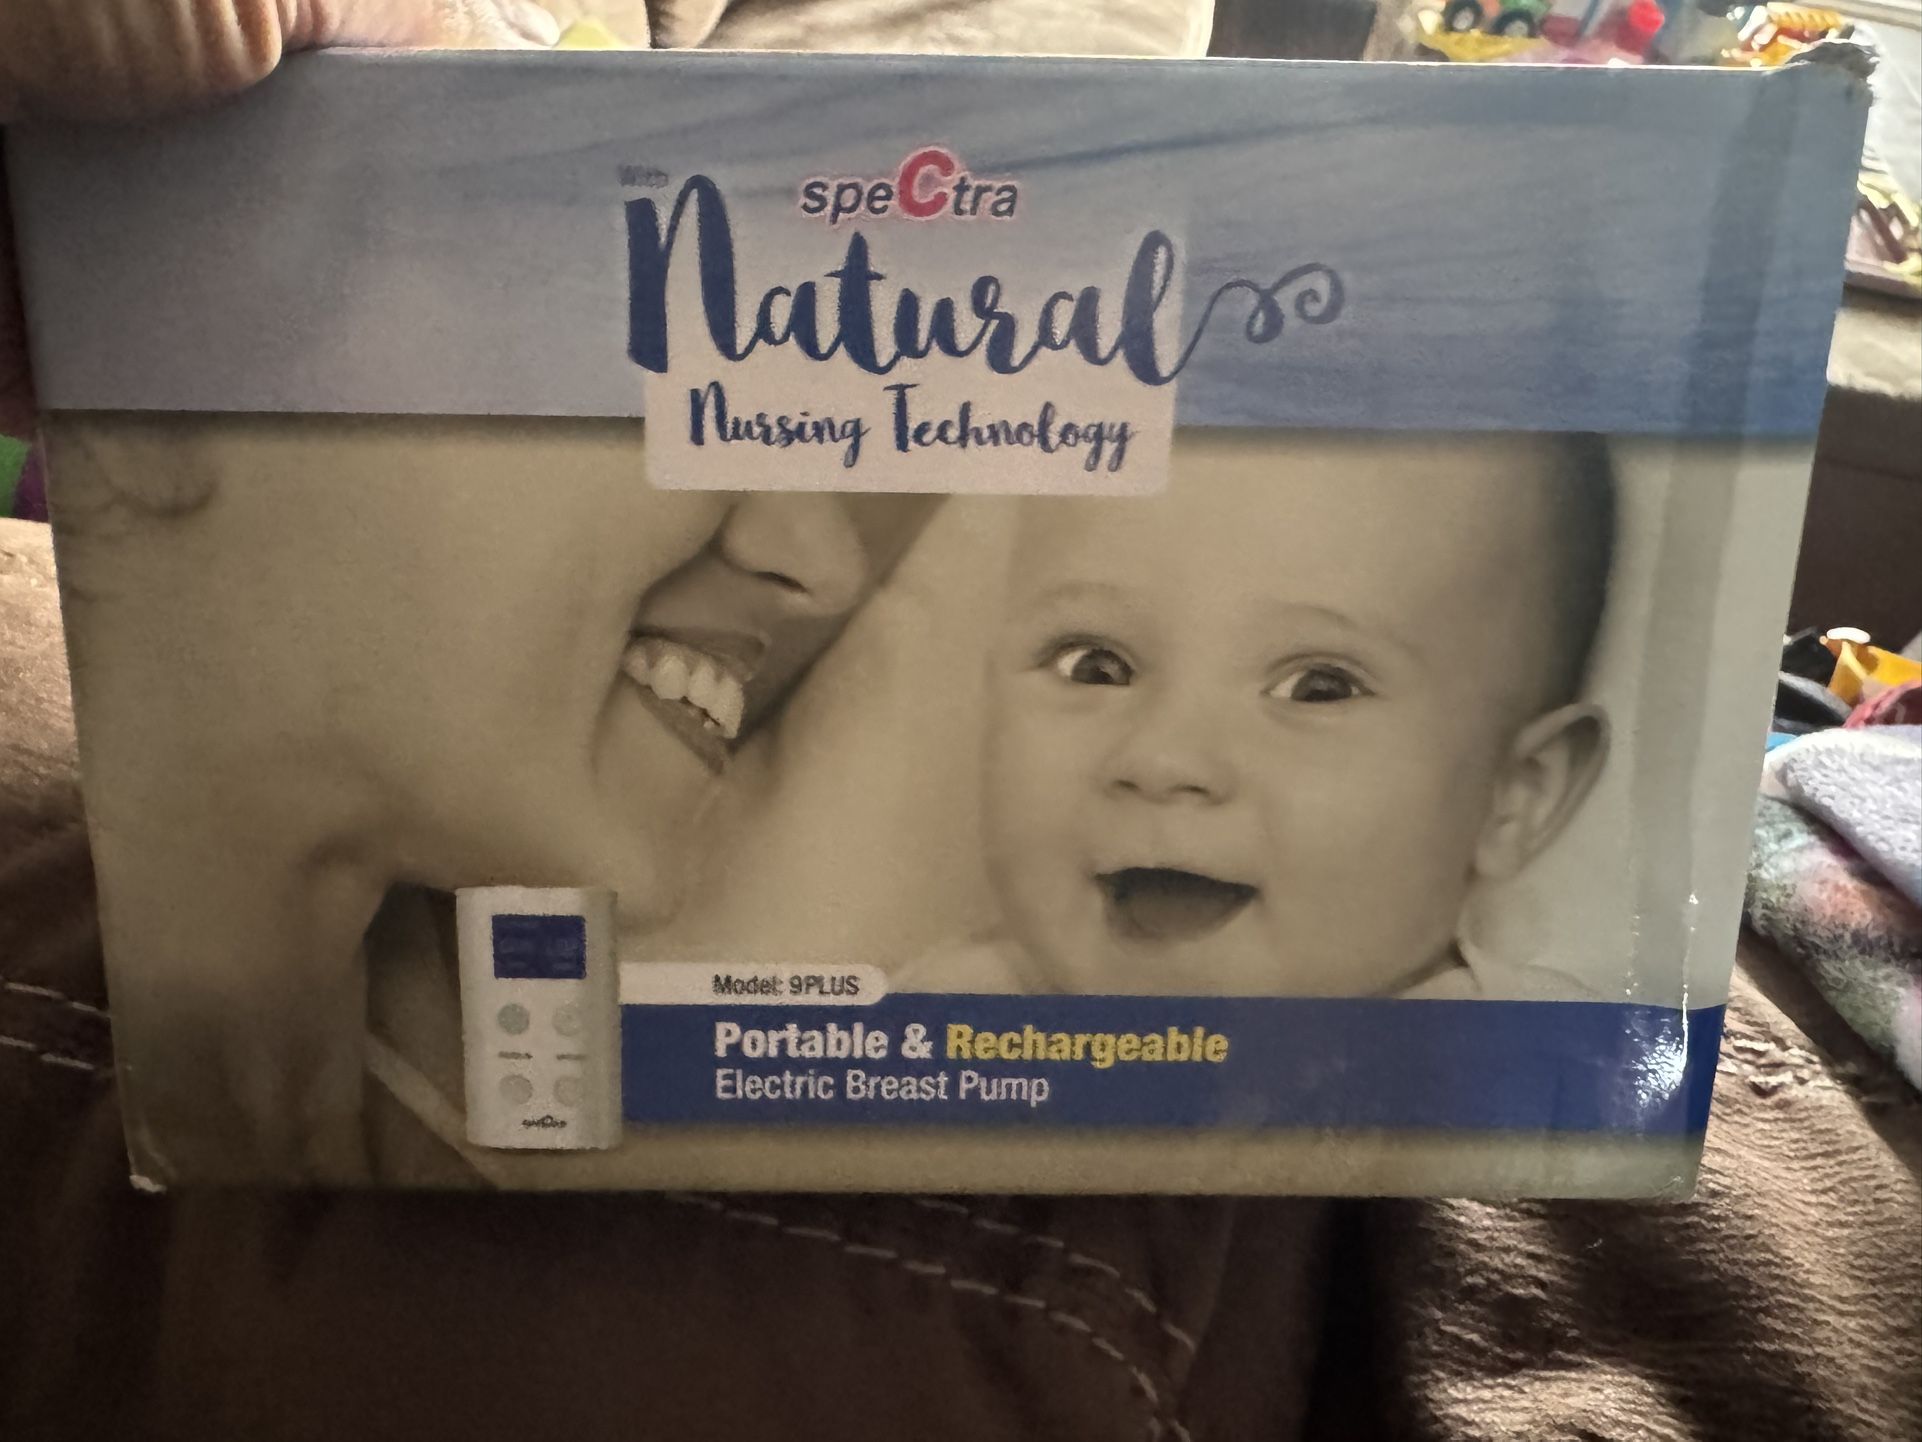 With
speCtra
Natural
Nursing Technology
Model: 9PLUS
Portable & Rechargeable
Electric Breast Pump